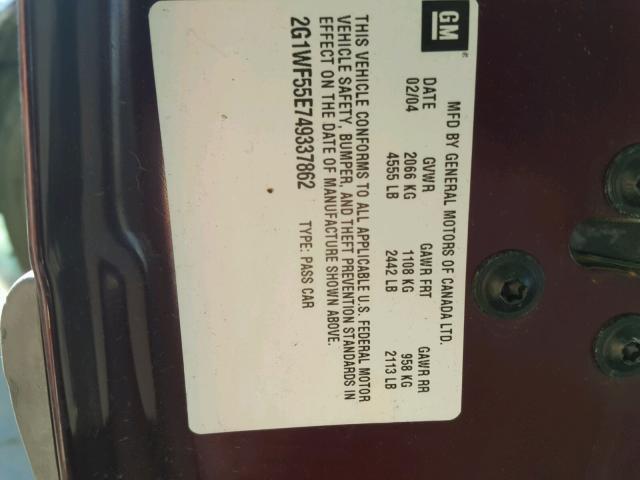 GM
MFD BY GENERAL MOTORS OF CANADA LTD.
DATE GVWR GAWR FRT GAWR RR
02/04 2066 KG 1108 KG 958 KG
4555 LB 2442 LB 2113 LB
THIS VEHICLE CONFORMS TO ALL APPLICABLE U.S. FEDERAL MOTOR
VEHICLE SAFETY, BUMPER, AND THEFT PREVENTION STANDARDS IN
EFFECT ON THE DATE OF MANUFACTURE SHOWN ABOVE.
2G1WF55E749337862 TYPE: PASS CAR